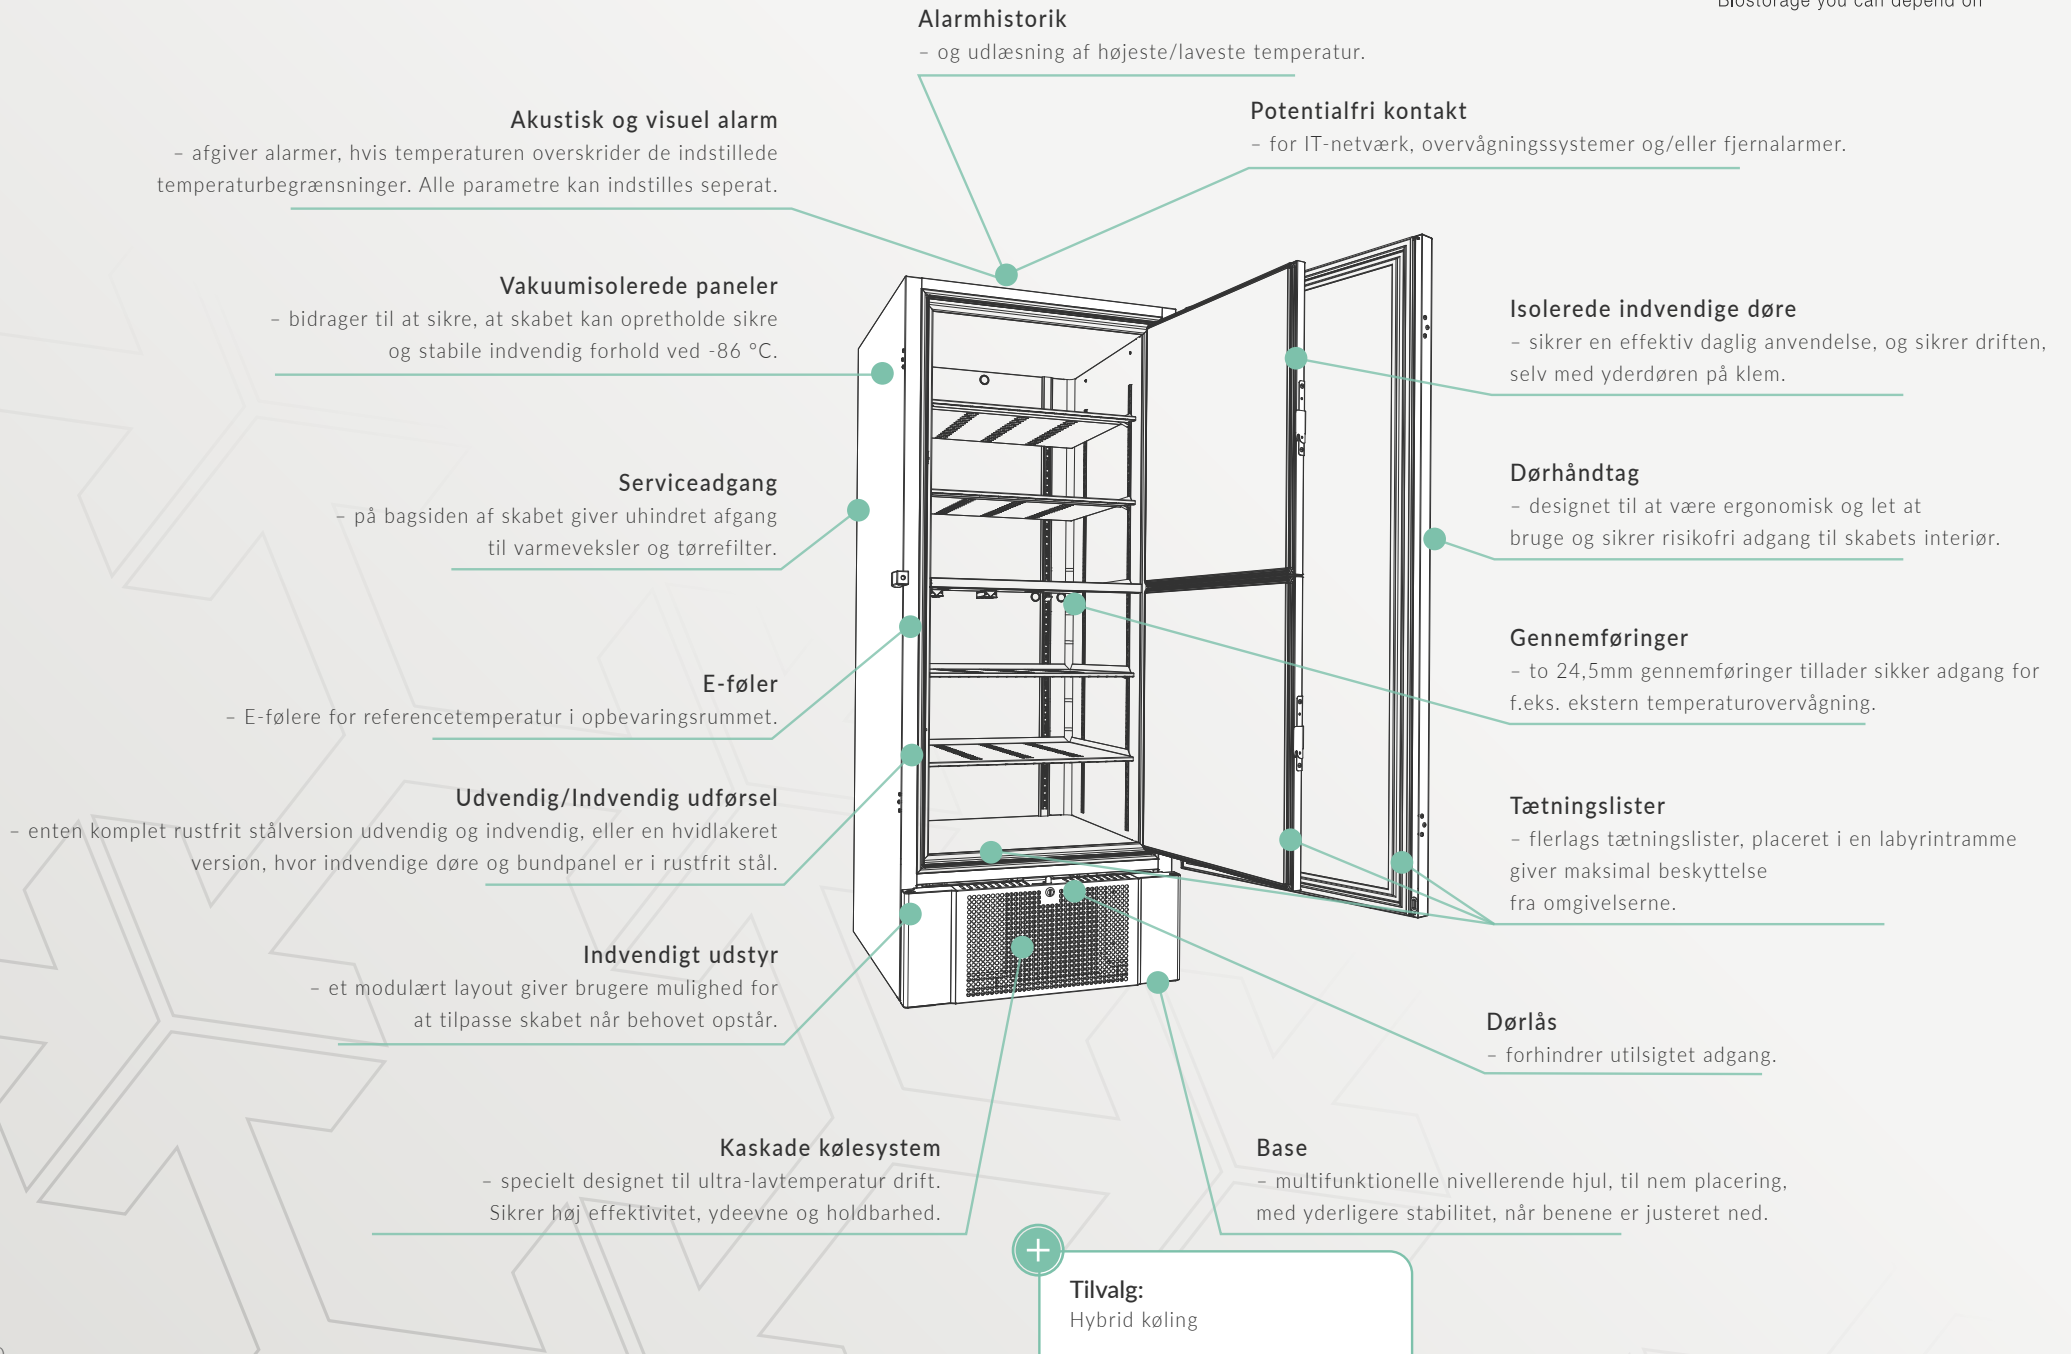 Biostorage you can depend on
Alarmhistorik
– og udlæsning af højeste/laveste temperatur.
Akustisk og visuel alarm
– afgiver alarmer, hvis temperaturen overskrider de indstillede
temperaturbegrænsninger. Alle parametre kan indstilles seperat.
Potentialfri kontakt
– for IT-netværk, overvågningssystemer og/eller fjernalarmer.
Vakuumisolerede paneler
– bidrager til at sikre, at skabet kan opretholde sikre
og stabile indvendig forhold ved -86 °C.
Isolerede indvendige døre
– sikrer en effektiv daglig anvendelse, og sikrer driften,
selv med yderdøren på klem.
Serviceadgang
– på bagsiden af skabet giver uhindret afgang
til varmeveksler og tørrefilter.
Dørhåndtag
– designet til at være ergonomisk og let at
bruge og sikrer risikofri adgang til skabets interiør.
E-føler
– E-følere for referencetemperatur i opbevaringsrummet.
Gennemføringer
– to 24,5mm gennemføringer tillader sikker adgang for
f.eks. ekstern temperaturovervågning.
Udvendig/Indvendig udførsel
– enten komplet rustfrit stålversion udvendig og indvendig, eller en hvidlakeret
version, hvor indvendige døre og bundpanel er i rustfrit stål.
Tætningslister
– flerlags tætningslister, placeret i en labyrintramme
giver maksimal beskyttelse
fra omgivelserne.
Indvendigt udstyr
– et modulært layout giver brugere mulighed for
at tilpasse skabet når behovet opstår.
Dørlås
– forhindrer utilsigtet adgang.
Kaskade kølesystem
– specielt designet til ultra-lavtemperatur drift.
Sikrer høj effektivitet, ydeevne og holdbarhed.
Base
– multifunktionelle nivellerende hjul, til nem placering,
med yderligere stabilitet, når benene er justeret ned.
Tilvalg:
Hybrid køling